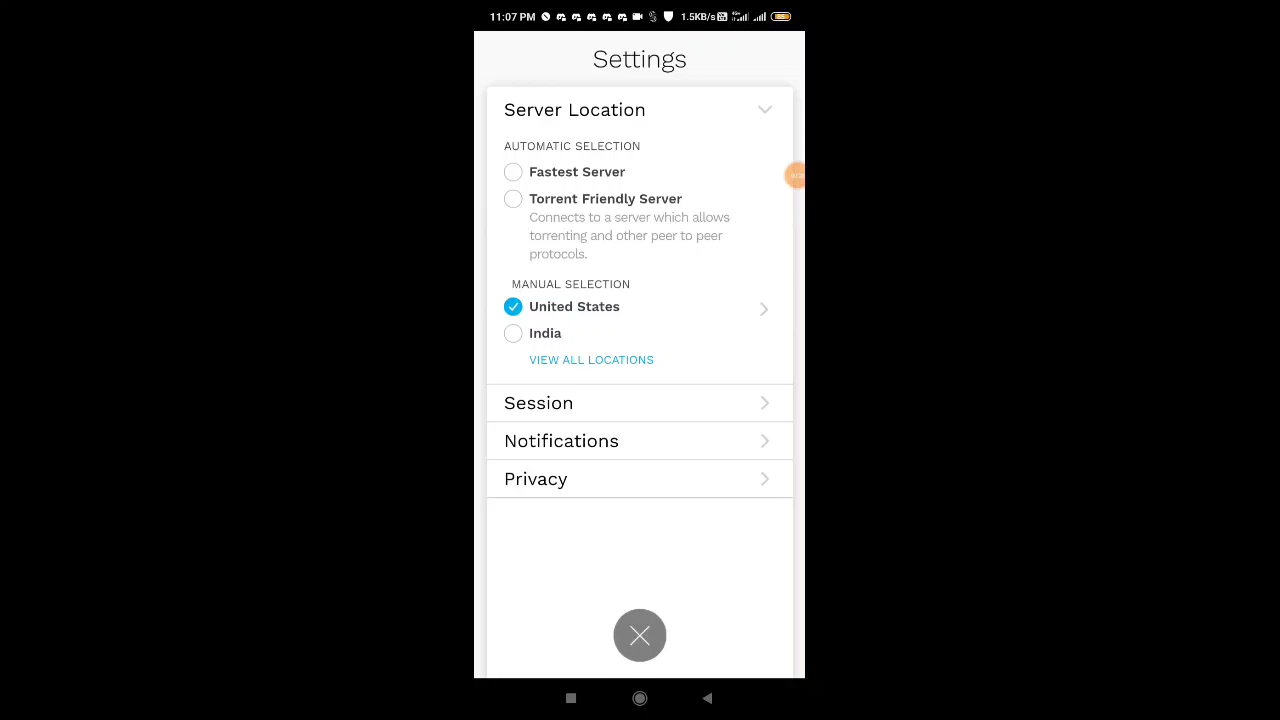 11:07 PM 1.5KB/s
Settings
Server Location
AUTOMATIC SELECTION
Fastest Server
Torrent Friendly Server
Connects to a server which allows
torrenting and other peer to peer
protocols.
MANUAL SELECTION
United States
India
VIEW ALL LOCATIONS
Session
Notifications
Privacy